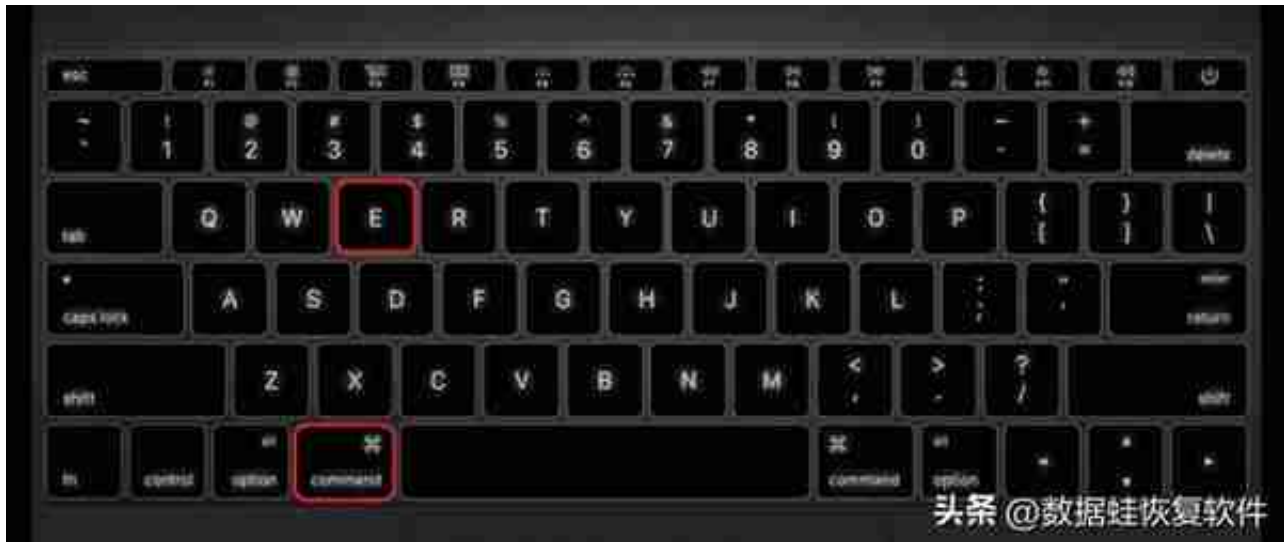 esc
~ ! @ # $ % ^ & * ( ) - +
` 1 2 3 4 5 6 7 8 9 0 - = delete
tab Q W E R T Y U I O P { [ } ] | \
caps lock A S D F G H J K L : ; " ' enter return
shift Z X C V B N M < , > . ? / shift
fn control alt option ⌘ command ⌘ command alt option
头条 @数据蛙恢复软件